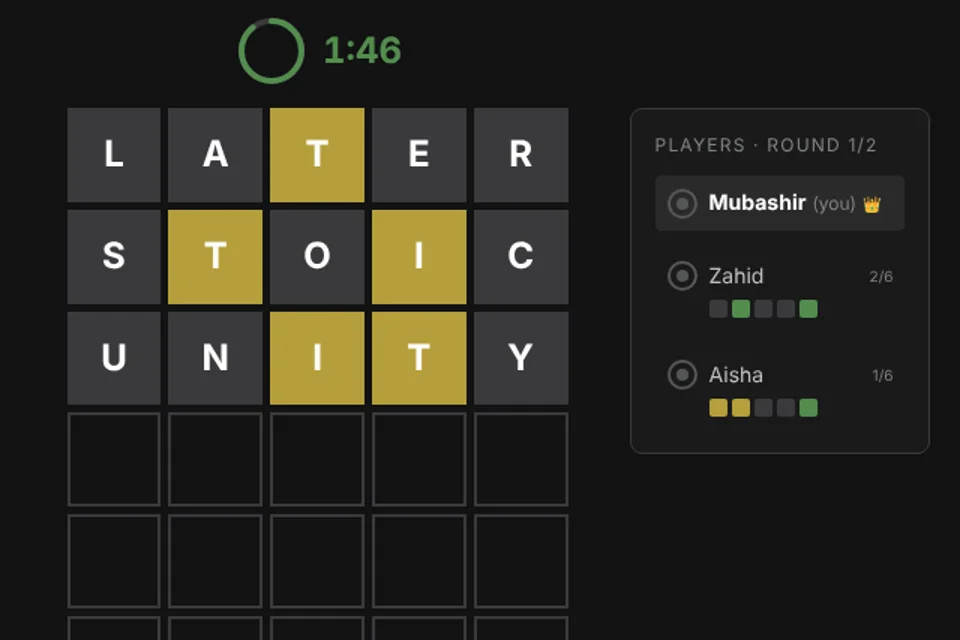 1:46
L A T E R
S T O I C
U N I T Y
PLAYERS · ROUND 1/2
Mubashir (you) 👑
Zahid 2/6
Aisha 1/6